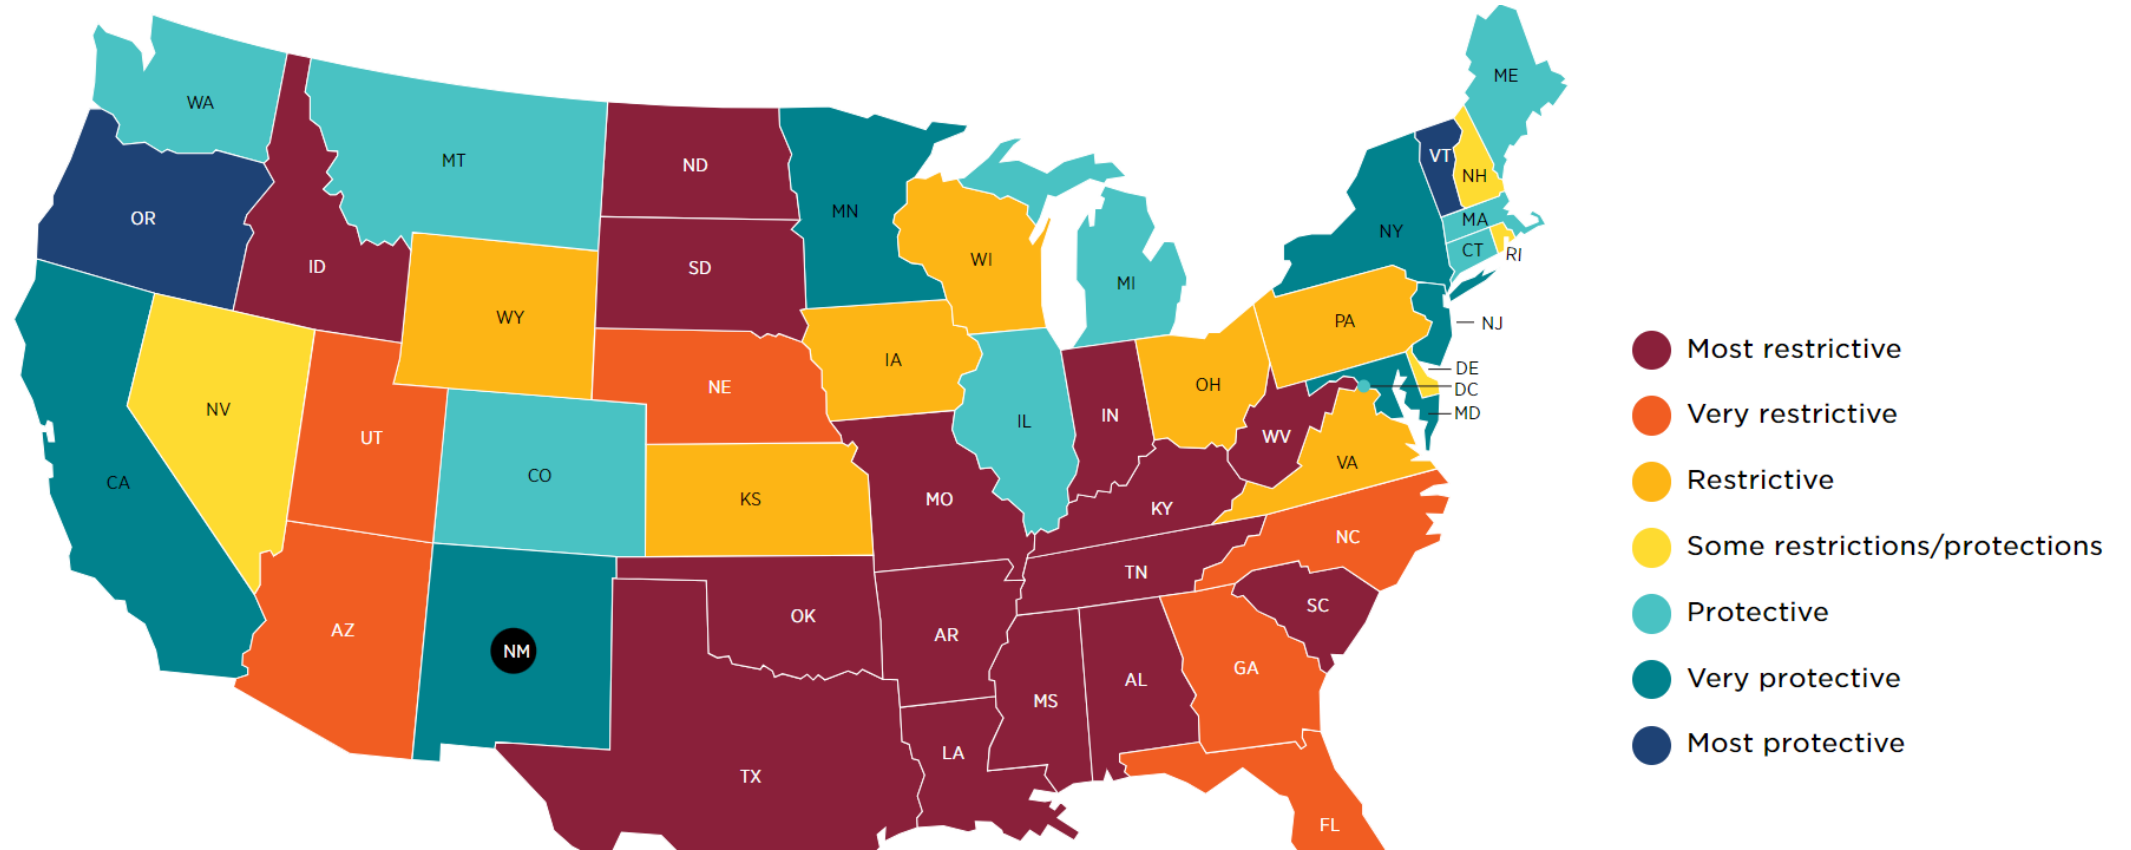 ME
WA
MT
VT
ND
NH
OR
MN
MA
NY
CT
RI
WI
ID
SD
MI
WY
PA
NJ
Most restrictive
IA
DE
OH
NE
DC
NV
IN
MD
Very restrictive
IL
UT
WV
VA
CO
CA
KS
MO
Restrictive
KY
NC
Some restrictions/protections
TN
OK
SC
Protective
AZ
AR
NM
GA
AL
Very protective
MS
LA
Most protective
TX
FL